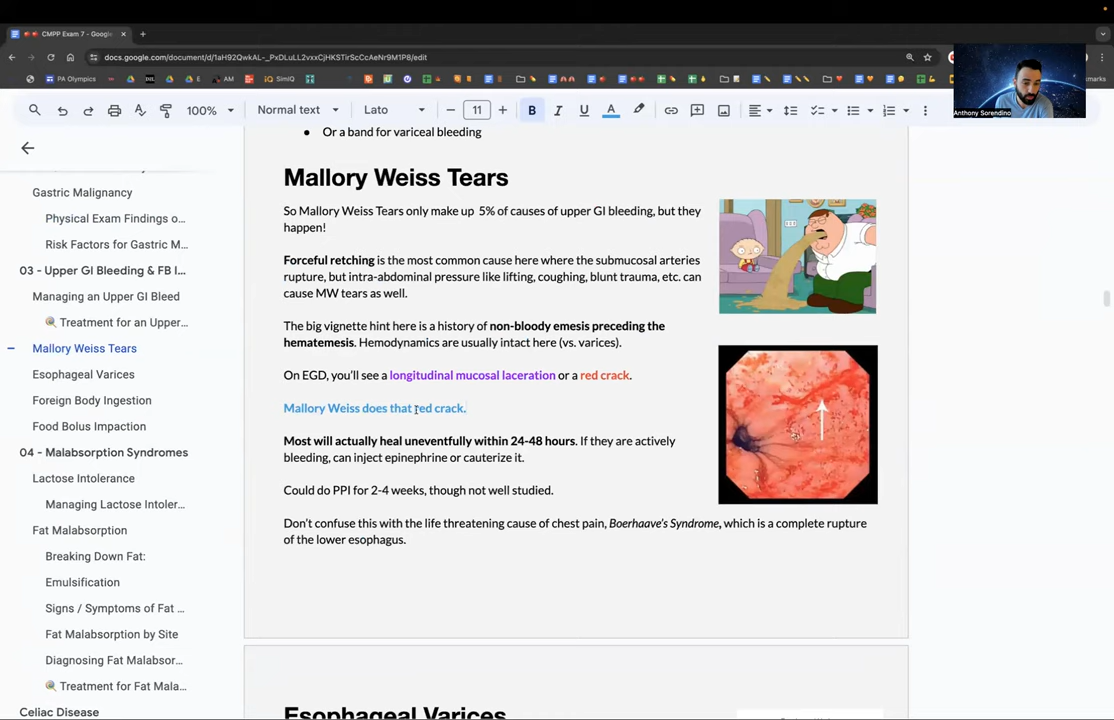 CMPP Exam 7 - Google
docs.google.com/document/d/1aH92QwkAL-_PxDLuLL2vxxCjHKSTirScCcAeNr9M1P8/edit
PA Olympics
DXL
E
AM
IQ
SimIQ
kmarks
100%
Normal text
Lato
11
B
I
U
A
Anthony Sorendino
Gastric Malignancy
Physical Exam Findings o...
Risk Factors for Gastric M...
03 - Upper GI Bleeding & FB I...
Managing an Upper GI Bleed
Treatment for an Upper...
Mallory Weiss Tears
Esophageal Varices
Foreign Body Ingestion
Food Bolus Impaction
04 - Malabsorption Syndromes
Lactose Intolerance
Managing Lactose Intoler...
Fat Malabsorption
Breaking Down Fat:
Emulsification
Signs / Symptoms of Fat ...
Fat Malabsorption by Site
Diagnosing Fat Malabsor...
Treatment for Fat Mala...
Celiac Disease
● Or a band for variceal bleeding
Mallory Weiss Tears
So Mallory Weiss Tears only make up 5% of causes of upper GI bleeding, but they
happen!
Forceful retching is the most common cause here where the submucosal arteries
rupture, but intra-abdominal pressure like lifting, coughing, blunt trauma, etc. can
cause MW tears as well.
The big vignette hint here is a history of non-bloody emesis preceding the
hematemesis. Hemodynamics are usually intact here (vs. varices).
On EGD, you'll see a longitudinal mucosal laceration or a red crack.
Mallory Weiss does that red crack.
Most will actually heal uneventfully within 24-48 hours. If they are actively
bleeding, can inject epinephrine or cauterize it.
Could do PPI for 2-4 weeks, though not well studied.
Don't confuse this with the life threatening cause of chest pain, Boerhaave's Syndrome, which is a complete rupture
of the lower esophagus.
Esophageal Varices